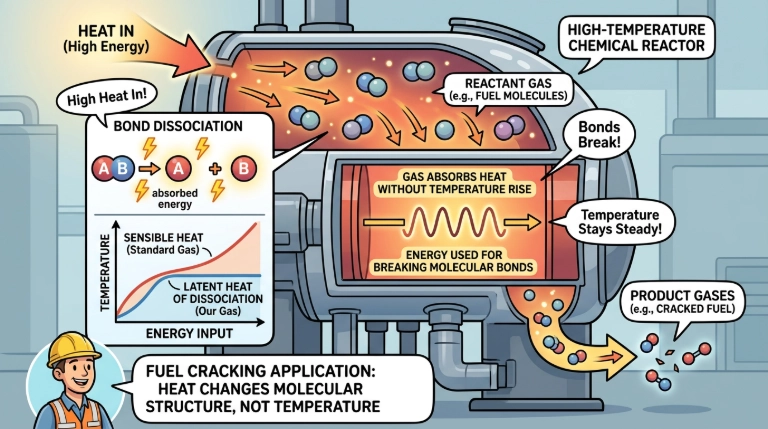 HEAT IN
(High Energy)
HIGH-TEMPERATURE
CHEMICAL REACTOR
REACTANT GAS
(e.g., FUEL MOLECULES)
High Heat In!
BOND DISSOCIATION
A B A + B
absorbed
energy
Bonds
Break!
GAS ABSORBS HEAT
WITHOUT TEMPERATURE RISE
ENERGY USED FOR
BREAKING MOLECULAR BONDS
Temperature
Stays Steady!
TEMPERATURE
SENSIBLE HEAT
(Standard Gas)
LATENT HEAT
OF DISSOCIATION
(Our Gas)
ENERGY INPUT
PRODUCT GASES
(e.g., CRACKED FUEL)
FUEL CRACKING APPLICATION:
HEAT CHANGES MOLECULAR
STRUCTURE, NOT TEMPERATURE